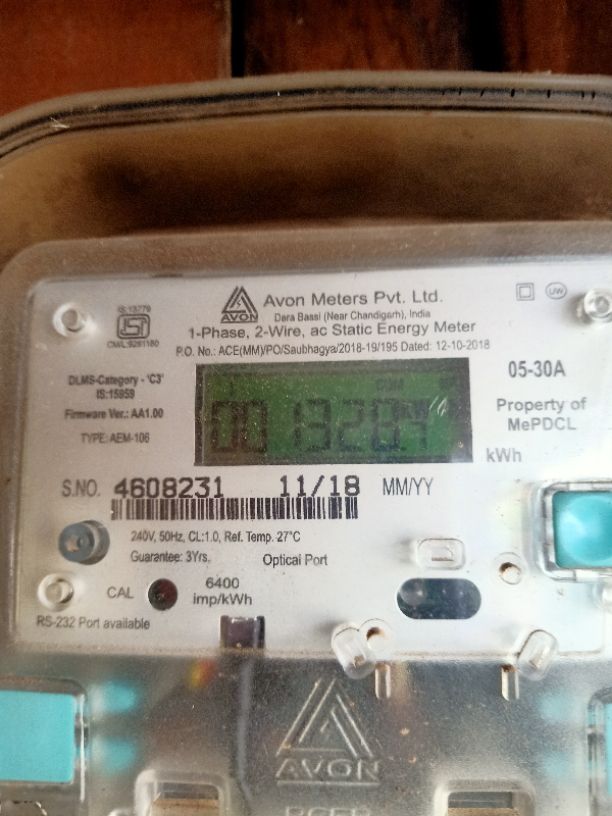 IS:13779
ISI
CM/L:9261160
AVON
Avon Meters Pvt. Ltd.
Dera Bassi (Near Chandigarh), India
1-Phase, 2-Wire, ac Static Energy Meter
P.O. No.: ACE(MM)/PO/Saubhagya/2018-19/195 Dated: 12-10-2018
DLMS-Category - 'C3'
IS:15959
Firmware Ver.: AA1.00
TYPE: AEM-106
05-30A
Property of
MePDCL
kWh
S.NO. 4608231 11/18 MM/YY
240V, 50Hz, CL:1.0, Ref. Temp. 27°C
Guarantee: 3Yrs. Optical Port
CAL 6400
imp/kWh
RS-232 Port available
AVON